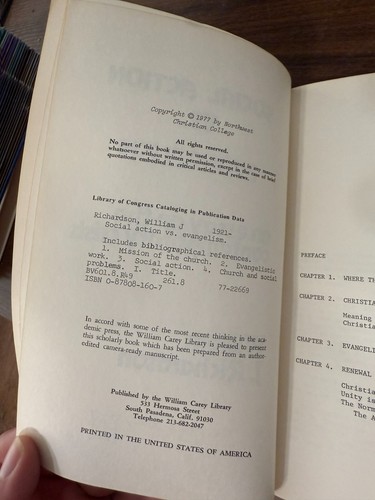 Copyright © 1977 by Northwest
Christian College
All rights reserved.
No part of this book may be used or reproduced in any manner
whatsoever without written permission, except in the case of brief
quotations embodied in critical articles and reviews.
Library of Congress Cataloging in Publication Data
Richardson, William J 1921-
Social action vs. evangelism.
Includes bibliographical references.
1. Mission of the church. 2. Evangelistic
work. 3. Social action. 4. Church and social
problems. I. Title.
BV601.8.R49 261.8 77-22669
ISBN 0-87808-160-7
In accord with some of the most recent thinking in the aca-
demic press, the William Carey Library is pleased to present
this scholarly book which has been prepared from an author-
edited camera-ready manuscript.
Published by the William Carey Library
533 Hermosa Street
South Pasadena, Calif. 91030
Telephone 213-682-2047
PRINTED IN THE UNITED STATES OF AMERICA
PREFACE
CHAPTER 1. WHERE TH
CHAPTER 2. CHRISTIA
Meaning
Christia
CHAPTER 3. EVANGELI
CHAPTER 4. RENEWAL
Christia
Unity is
The Norm
The A